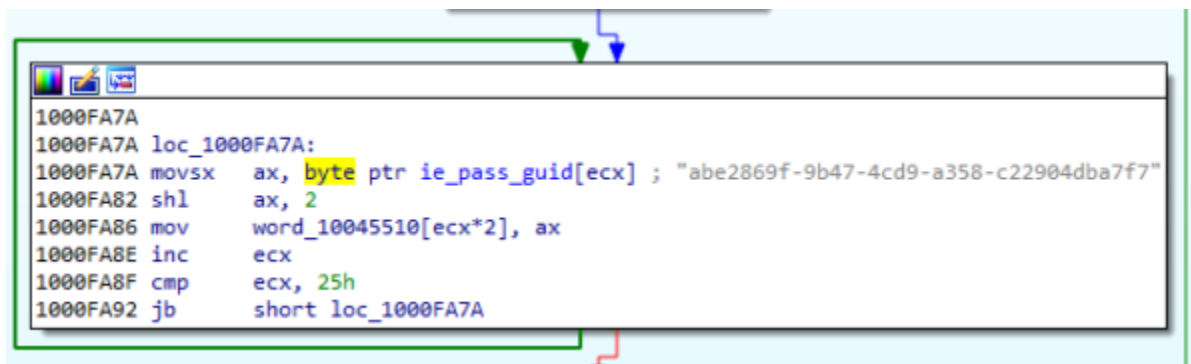 1000FA7A
1000FA7A loc_1000FA7A:
1000FA7A movsx ax, byte ptr ie_pass_guid[ecx] ; "abe2869f-9b47-4cd9-a358-c22904dba7f7"
1000FA82 shl ax, 2
1000FA86 mov word_10045510[ecx*2], ax
1000FA8E inc ecx
1000FA8F cmp ecx, 25h
1000FA92 jb short loc_1000FA7A